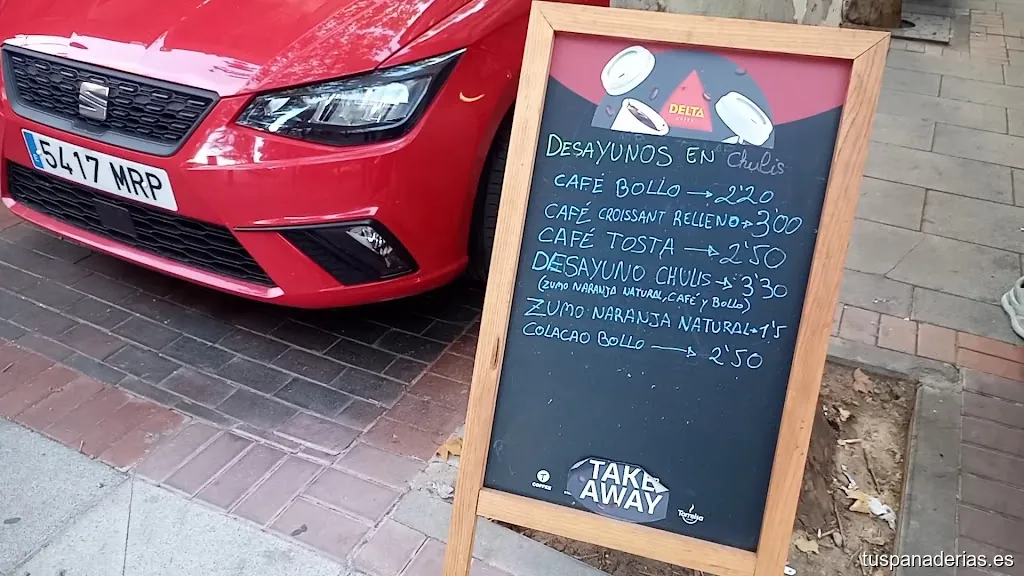 5417 MRP
DELTA
DESAYUNOS EN Chulis
CAFÉ BOLLO → 2'20
CAFÉ CROISSANT RELLENO → 3'00
CAFÉ TOSTA → 2'50
DESAYUNO CHULIS → 3'30
(ZUMO NARANJA NATURAL, CAFÉ Y BOLLO)
ZUMO NARANJA NATURAL → 1'5
COLACAO BOLLO → 2'50
TAKE
AWAY
COFFEE
tuspanaderias.es